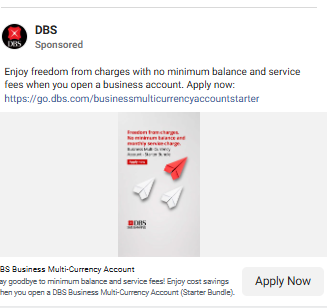 DBS
Sponsored
DBS
Enjoy freedom from charges with no minimum balance and service
fees when you open a business account. Apply now:
https://go.dbs.com/businessmulticurrencyaccountstarter
Freedom from charges,
No minimum balance and
monthly service charge.
Business Multi-Currency
Account - Starter Bundle
Apply now
DBS
BS Business Multi-Currency Account
ay goodbye to minimum balance and service fees! Enjoy cost savings
hen you open a DBS Business Multi-Currency Account (Starter Bundle).
Apply Now